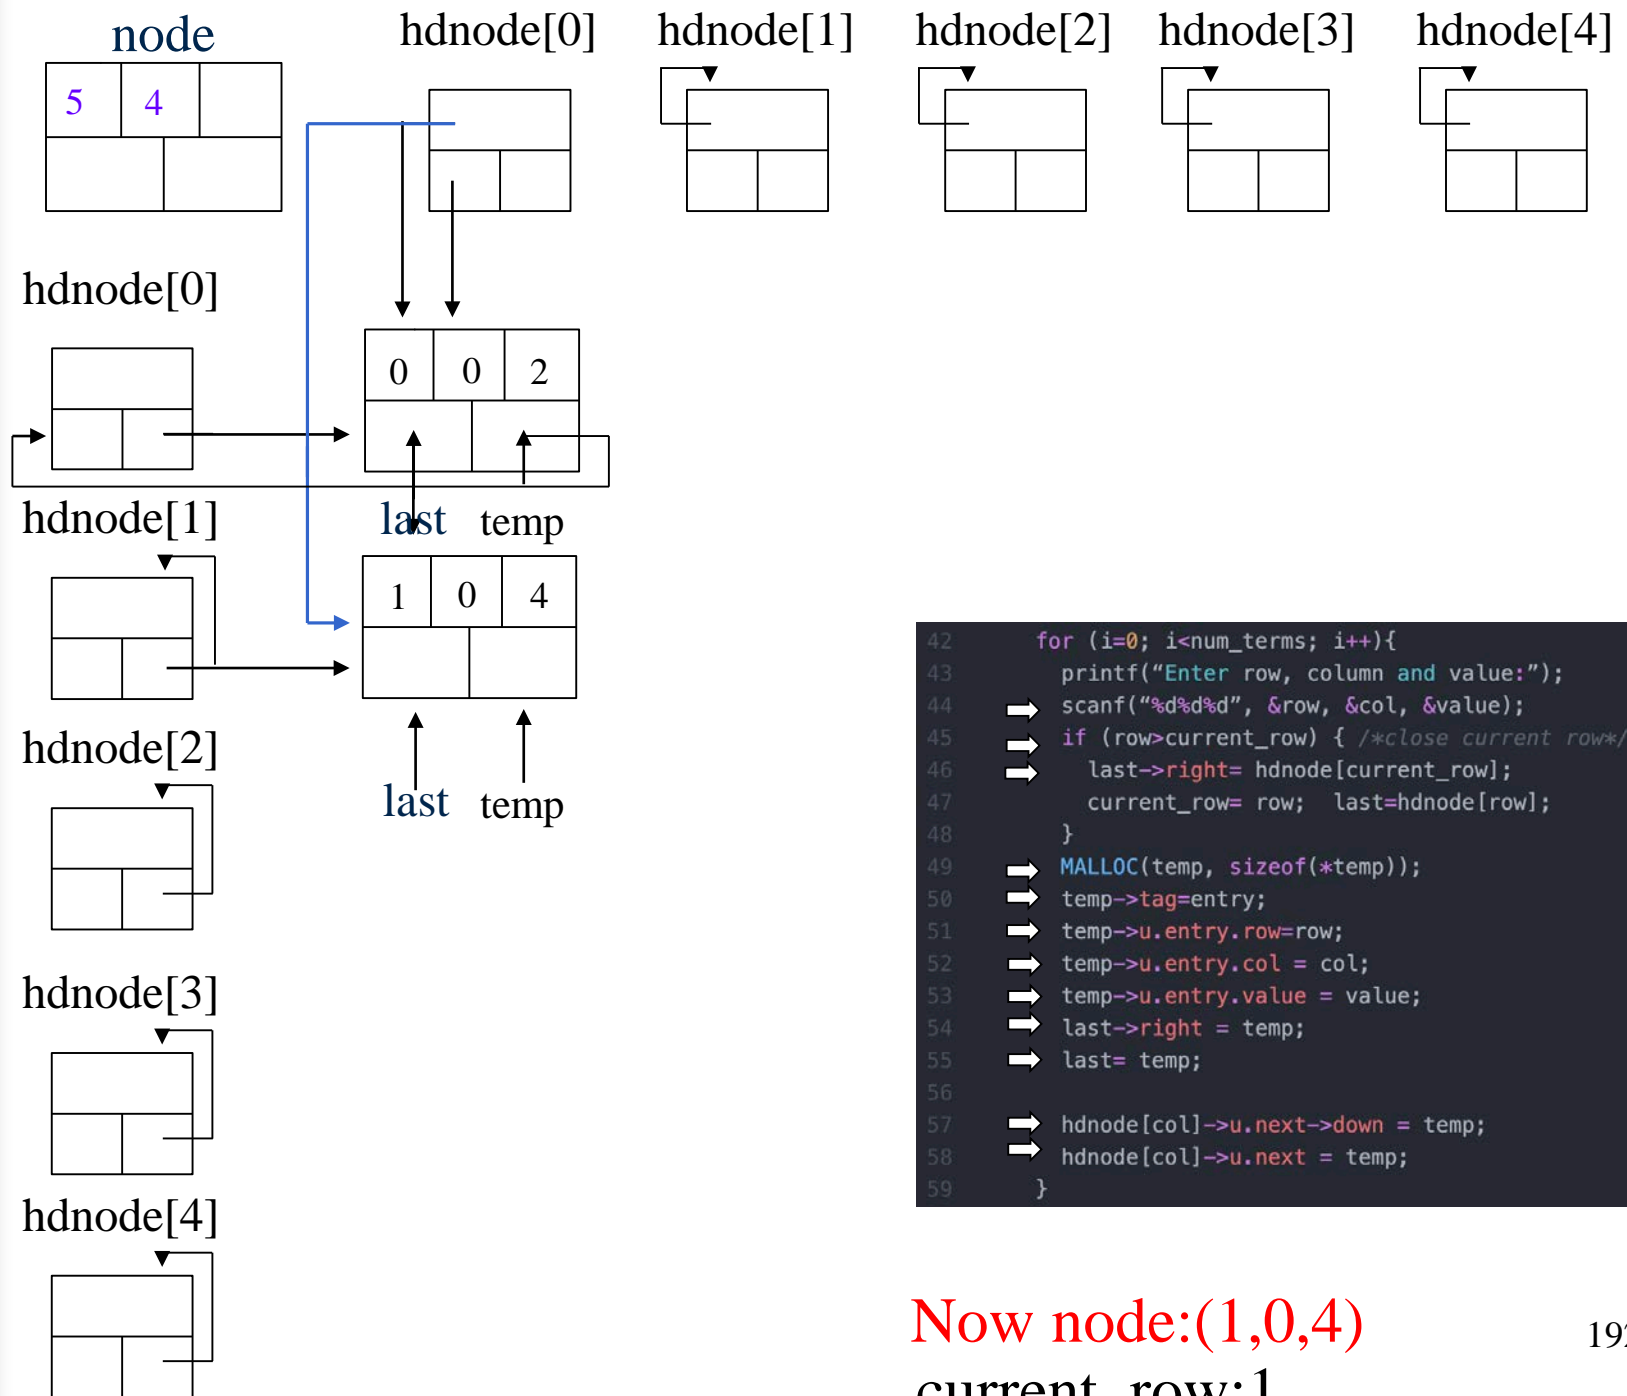 node hdnode[0] hdnode[1] hdnode[2] hdnode[3] hdnode[4]
5 4
hdnode[0]
0 0 2
hdnode[1] last temp
1 0 4
hdnode[2]
last temp
hdnode[3]
hdnode[4]
42 for (i=0; i<num_terms; i++){
43 printf(“Enter row, column and value:”);
44 scanf(“%d%d%d”, &row, &col, &value);
45 if (row>current_row) { /*close current row*/
46 last->right= hdnode[current_row];
47 current_row= row; last=hdnode[row];
48 }
49 MALLOC(temp, sizeof(*temp));
50 temp->tag=entry;
51 temp->u.entry.row=row;
52 temp->u.entry.col = col;
53 temp->u.entry.value = value;
54 last->right = temp;
55 last= temp;
56
57 hdnode[col]->u.next->down = temp;
58 hdnode[col]->u.next = temp;
59 }
Now node:(1,0,4)
192
current_row:1